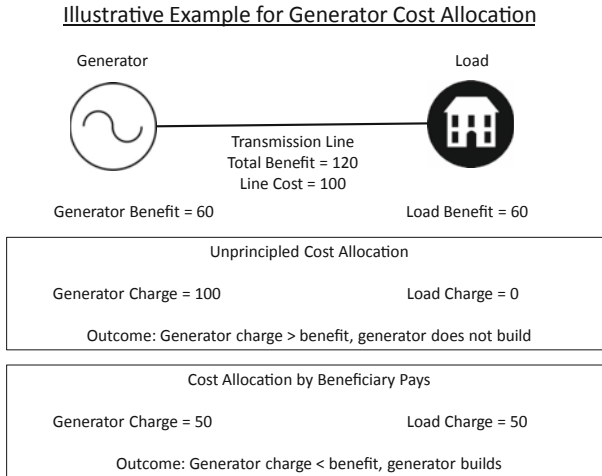 Illustrative Example for Generator Cost Allocation
Generator
Load
Transmission Line
Total Benefit = 120
Line Cost = 100
Generator Benefit = 60
Load Benefit = 60
Unprincipled Cost Allocation
Generator Charge = 100
Load Charge = 0
Outcome: Generator charge > benefit, generator does not build
Cost Allocation by Beneficiary Pays
Generator Charge = 50
Load Charge = 50
Outcome: Generator charge < benefit, generator builds